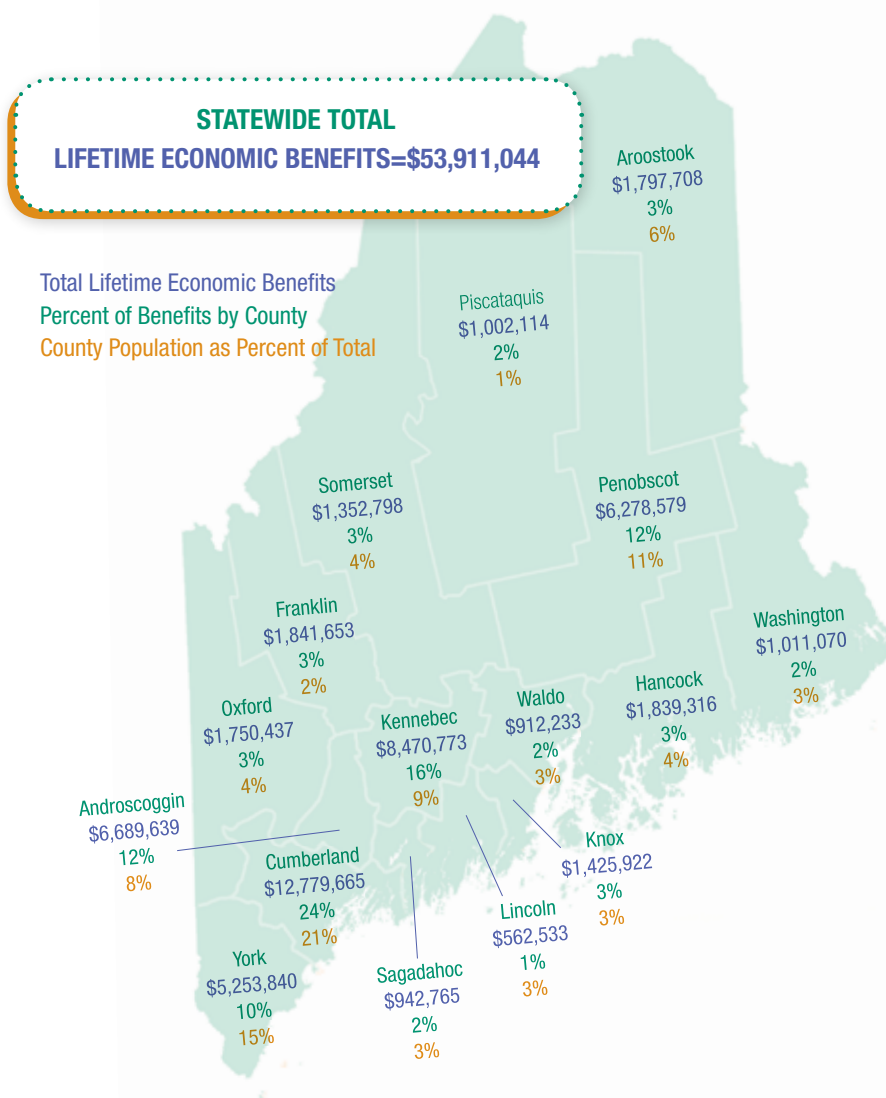 STATEWIDE TOTAL
LIFETIME ECONOMIC BENEFITS=$53,911,044
Total Lifetime Economic Benefits
Percent of Benefits by County
County Population as Percent of Total
Aroostook
$1,797,708
3%
6%
Piscataquis
$1,002,114
2%
1%
Somerset
$1,352,798
3%
4%
Penobscot
$6,278,579
12%
11%
Franklin
$1,841,653
3%
2%
Washington
$1,011,070
2%
3%
Oxford
$1,750,437
3%
4%
Kennebec
$8,470,773
16%
9%
Waldo
$912,233
2%
3%
Hancock
$1,839,316
3%
4%
Androscoggin
$6,689,639
12%
8%
Cumberland
$12,779,665
24%
21%
Knox
$1,425,922
3%
3%
Lincoln
$562,533
1%
3%
York
$5,253,840
10%
15%
Sagadahoc
$942,765
2%
3%